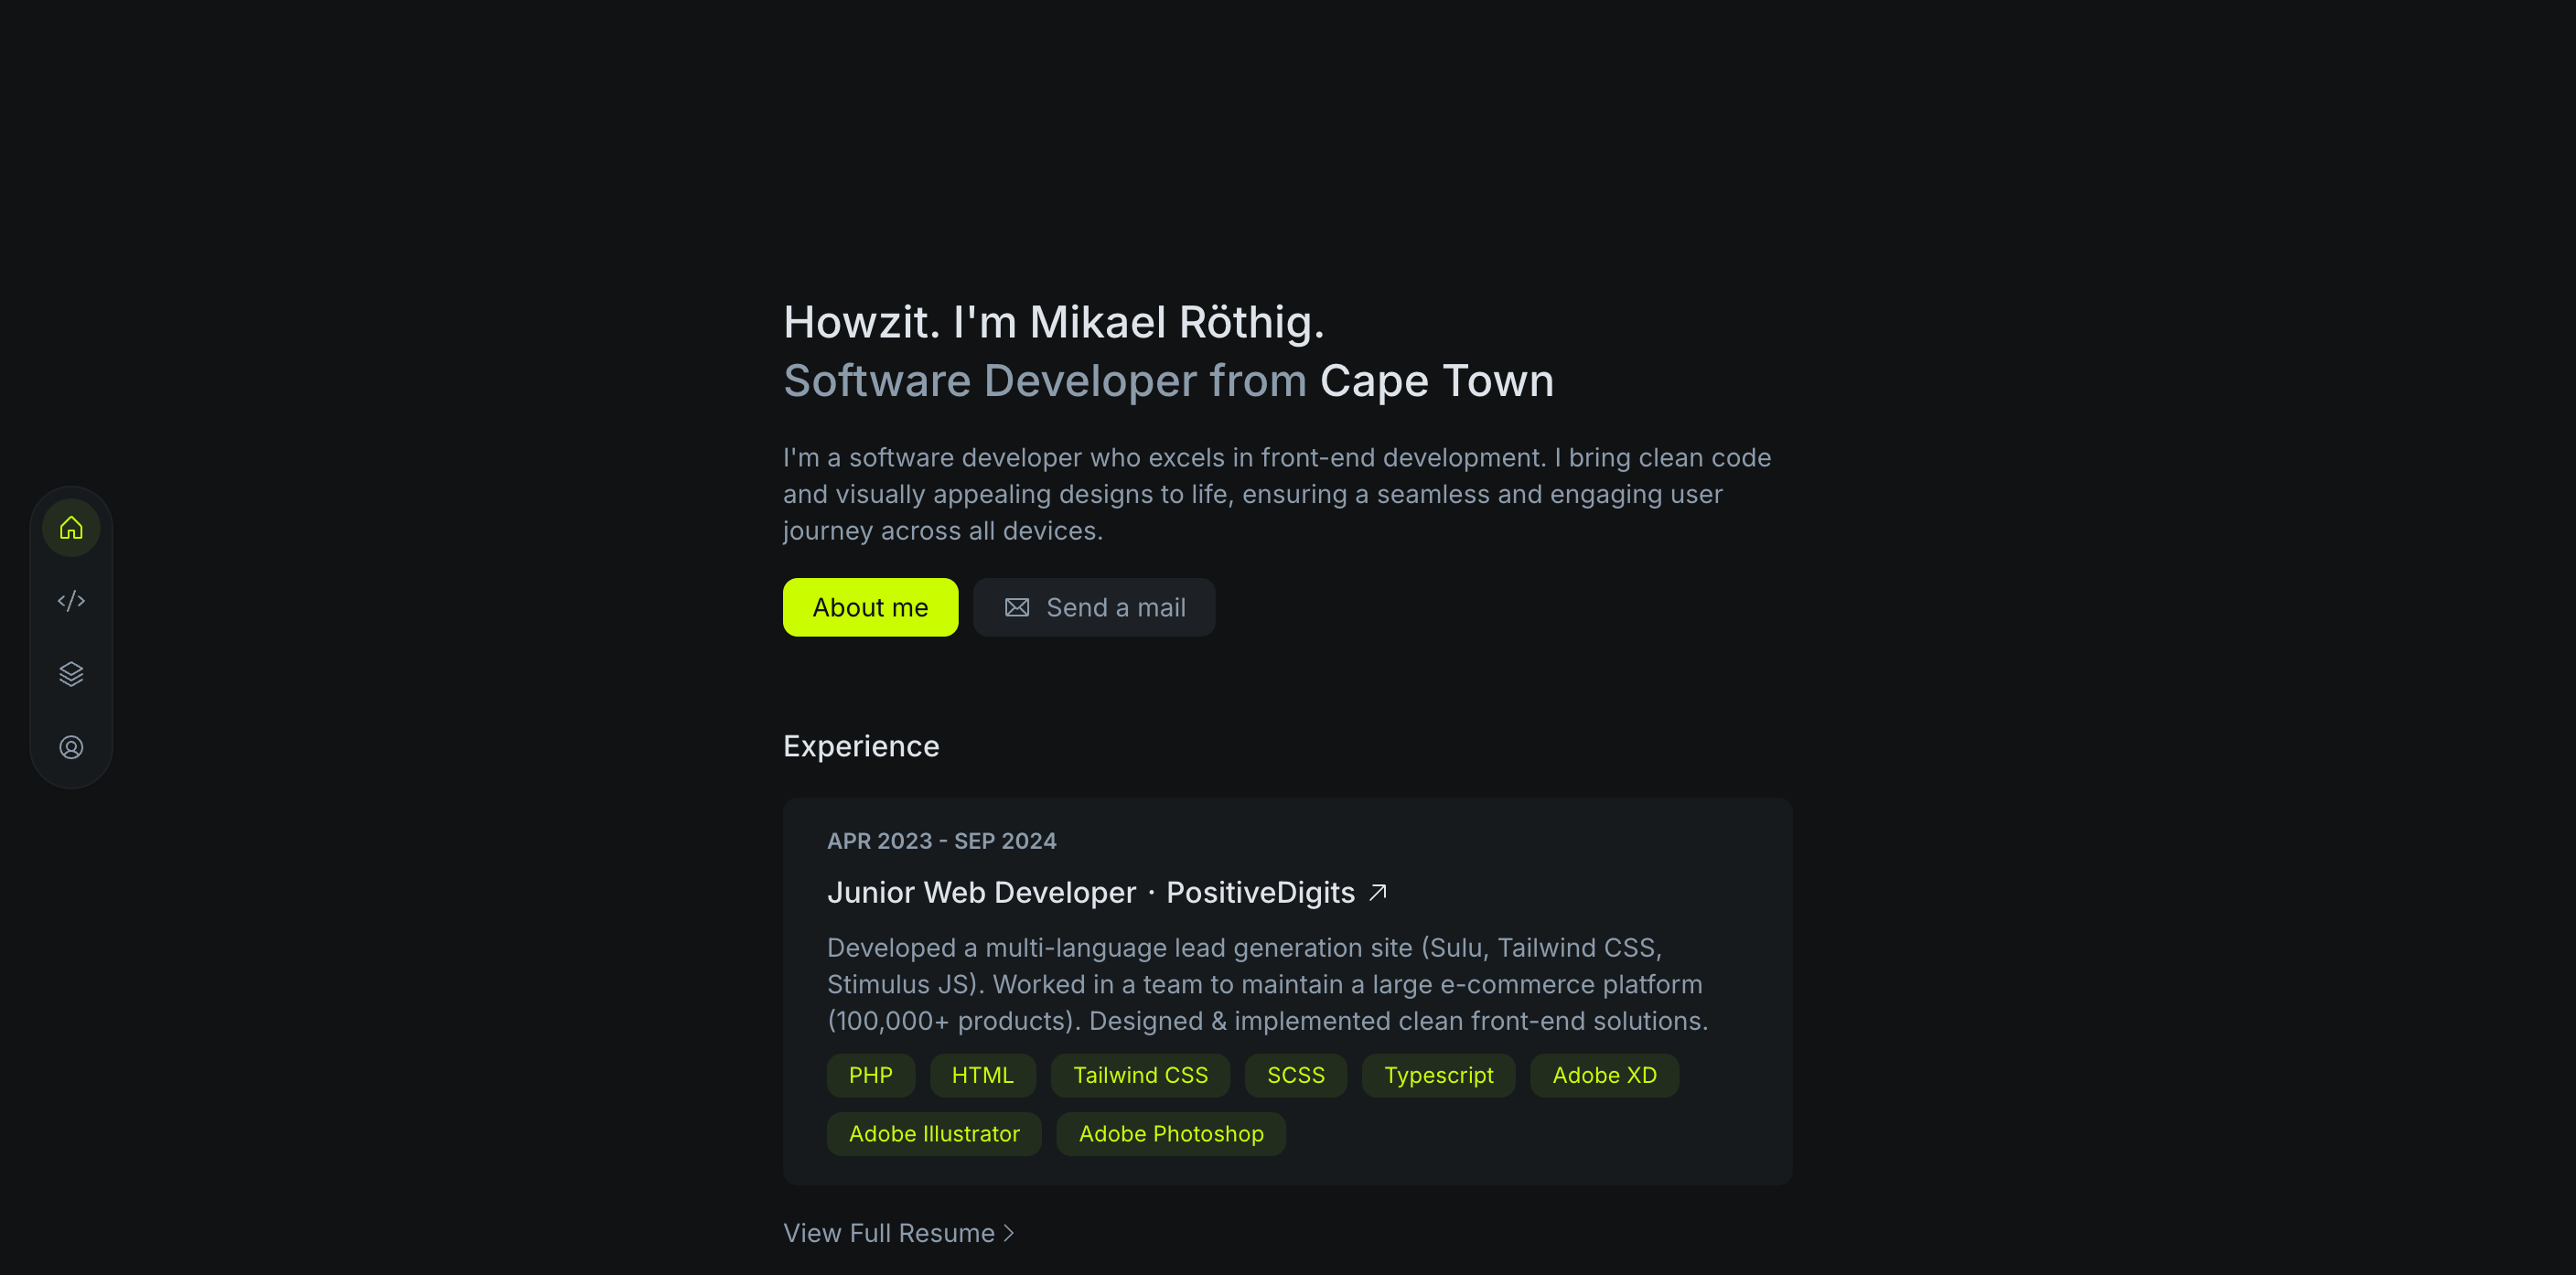 Howzit. I'm Mikael Röthig.
Software Developer from Cape Town
I'm a software developer who excels in front-end development. I bring clean code
and visually appealing designs to life, ensuring a seamless and engaging user
journey across all devices.
About me
Send a mail
Experience
APR 2023 - SEP 2024
Junior Web Developer · PositiveDigits
Developed a multi-language lead generation site (Sulu, Tailwind CSS,
Stimulus JS). Worked in a team to maintain a large e-commerce platform
(100,000+ products). Designed & implemented clean front-end solutions.
PHP HTML Tailwind CSS SCSS Typescript Adobe XD
Adobe Illustrator Adobe Photoshop
View Full Resume